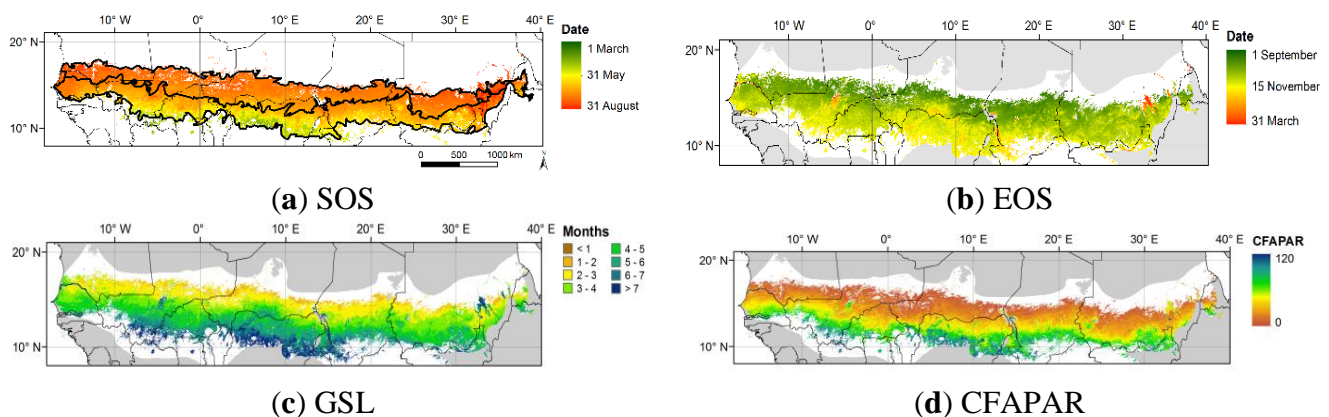 10° W 0° 10° E 20° E 30° E 40° E
20° N
10° N
Date
1 March
31 May
31 August
0 500 1000 km
N
(a) SOS
10° W 0° 10° E 20° E 30° E 40° E
20° N
10° N
Date
1 September
15 November
31 March
(b) EOS
10° W 0° 10° E 20° E 30° E 40° E
20° N
10° N
Months
< 1 4 - 5
1 - 2 5 - 6
2 - 3 6 - 7
3 - 4 > 7
(c) GSL
10° W 0° 10° E 20° E 30° E 40° E
20° N
10° N
CFAPAR
120
0
(d) CFAPAR